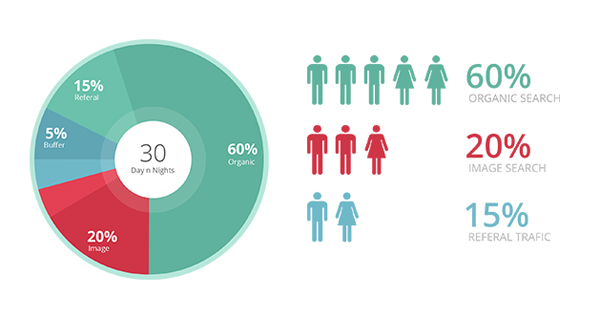 15%
Referal
5%
Buffer
30
Day n Nights
60%
Organic
20%
Image
60%
ORGANIC SEARCH
20%
IMAGE SEARCH
15%
REFERAL TRAFIC